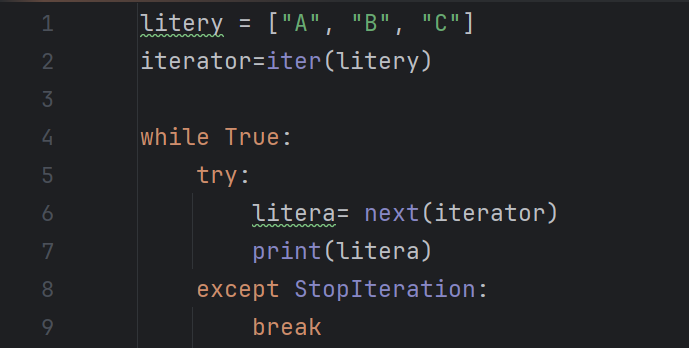 1 litery = ["A", "B", "C"]
2 iterator=iter(litery)
3
4 while True:
5     try:
6         litera= next(iterator)
7         print(litera)
8     except StopIteration:
9         break